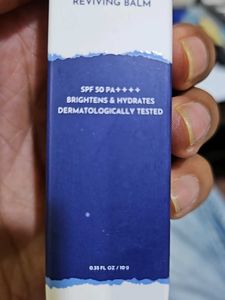 REVIVING BALM
SPF 50 PA++++
BRIGHTENS & HYDRATES
DERMATOLOGICALLY TESTED
0.35 FL OZ / 10 g